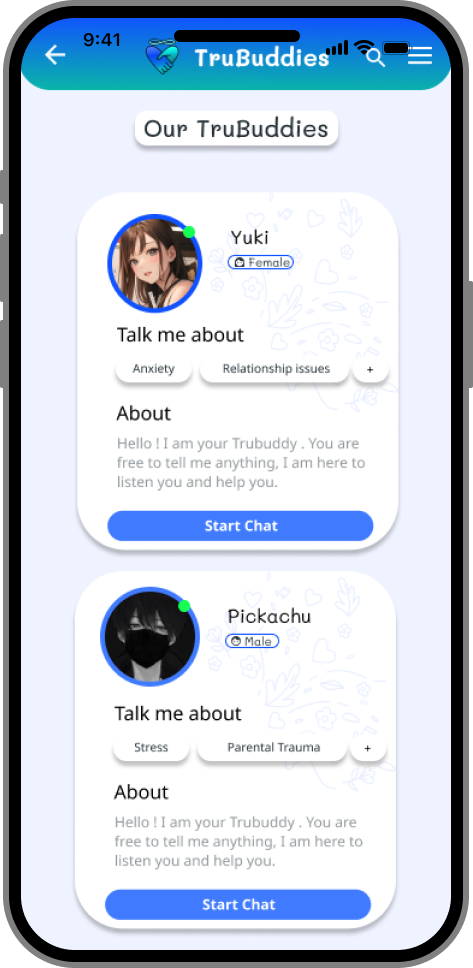 9:41
TruBuddies
Our TruBuddies
Yuki
Female
Talk me about
Anxiety
Relationship issues
+
About
Hello ! I am your Trubuddy . You are
free to tell me anything, I am here to
listen you and help you.
Start Chat
Pickachu
Male
Talk me about
Stress
Parental Trauma
+
About
Hello ! I am your Trubuddy . You are
free to tell me anything, I am here to
listen you and help you.
Start Chat